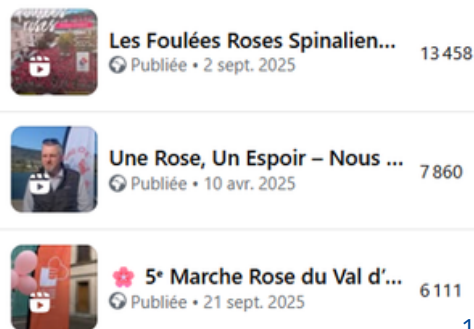 Les Foulées Roses Spinalien...
Publiée • 2 sept. 2025
13 458
Une Rose, Un Espoir – Nous ...
Publiée • 10 avr. 2025
7 860
🌸 5ᵉ Marche Rose du Val d’...
Publiée • 21 sept. 2025
6 111
1